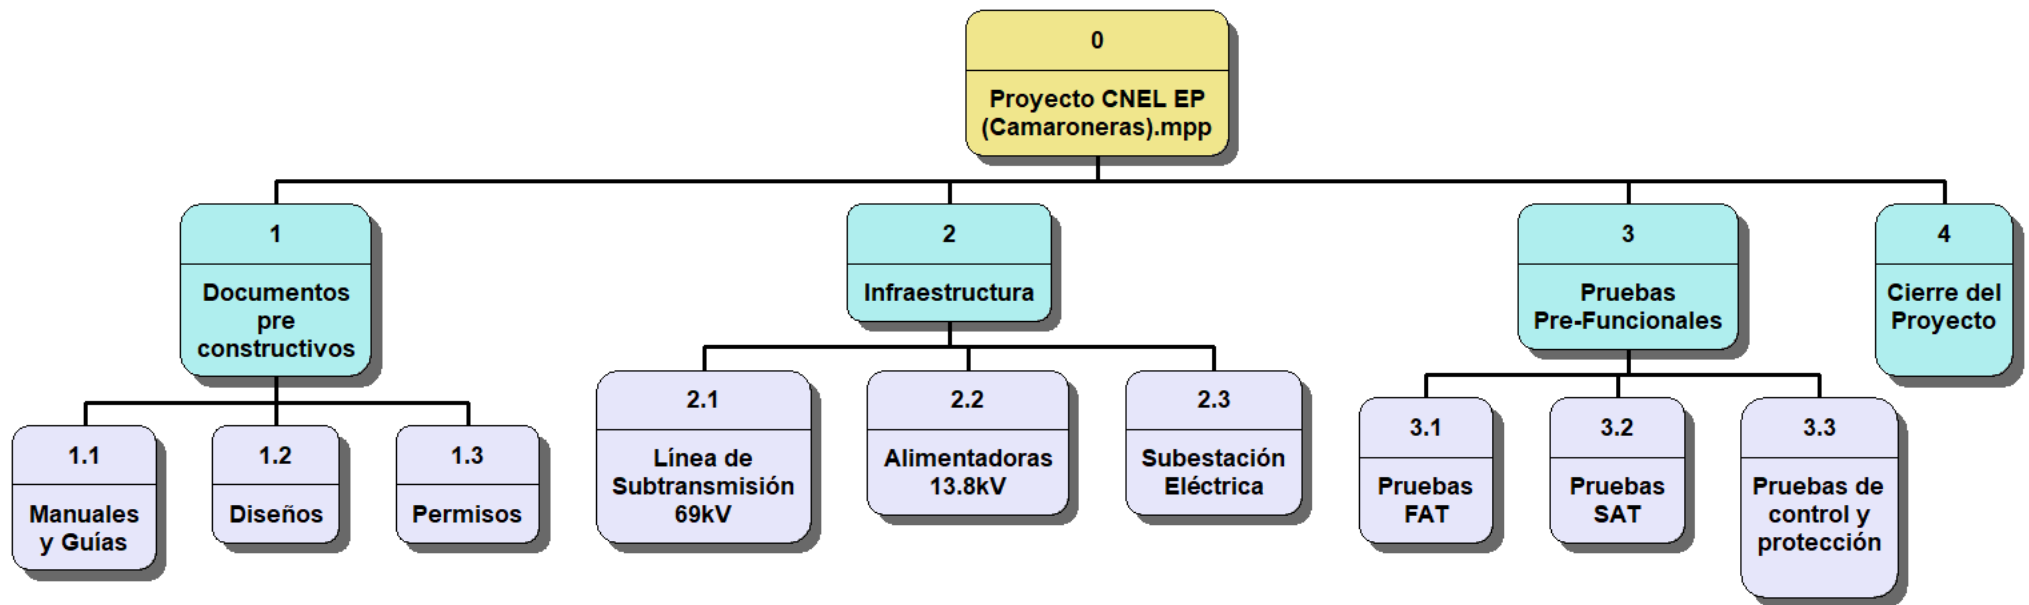 0
Proyecto CNEL EP
(Camaroneras).mpp
1
Documentos
pre
constructivos
2
Infraestructura
3
Pruebas
Pre-Funcionales
4
Cierre del
Proyecto
1.1
Manuales
y Guías
1.2
Diseños
1.3
Permisos
2.1
Línea de
Subtransmisión
69kV
2.2
Alimentadoras
13.8kV
2.3
Subestación
Eléctrica
3.1
Pruebas
FAT
3.2
Pruebas
SAT
3.3
Pruebas de
control y
protección